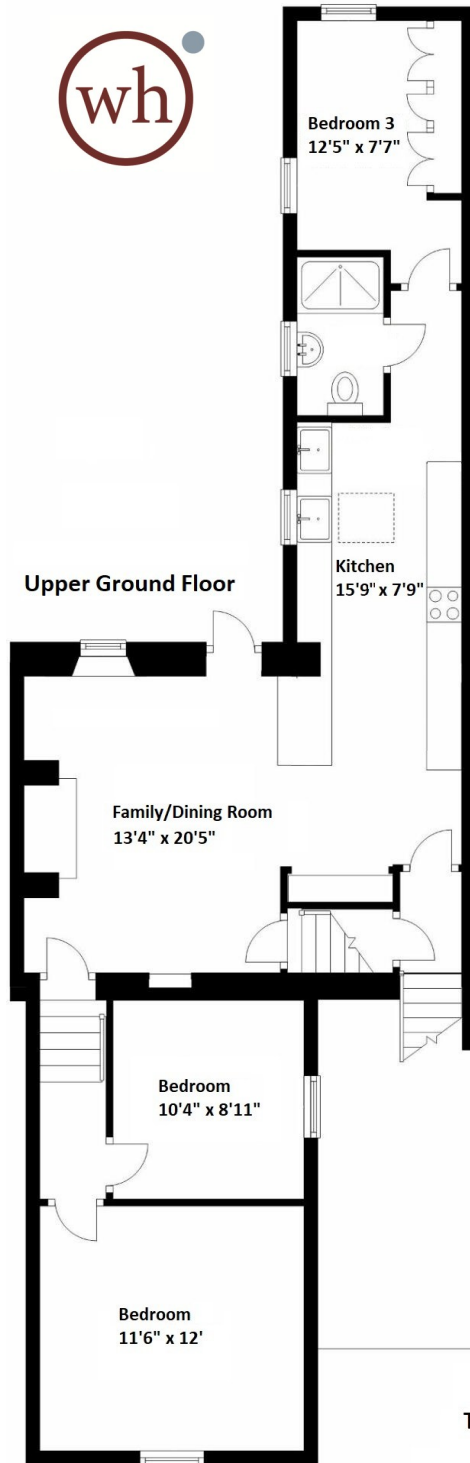 wh
Bedroom 3
12'5" x 7'7"
Upper Ground Floor
Kitchen
15'9" x 7'9"
Family/Dining Room
13'4" x 20'5"
Bedroom
10'4" x 8'11"
Bedroom
11'6" x 12'
T